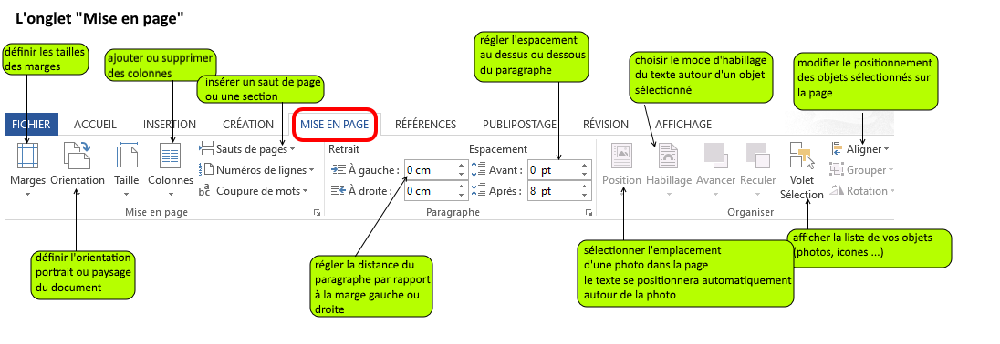 L'onglet "Mise en page"
définir les tailles
des marges
ajouter ou supprimer
des colonnes
insérer un saut de page
ou une section
régler l'espacement
au dessus ou dessous
du paragraphe
choisir le mode d'habillage
du texte autour d'un objet
sélectionné
modifier le positionnement
des objets sélectionnés sur
la page
FICHIER ACCUEIL INSERTION CRÉATION MISE EN PAGE RÉFÉRENCES PUBLIPOSTAGE RÉVISION AFFICHAGE
Marges
Orientation
Taille
Colonnes
Sauts de pages
Numéros de lignes
Coupure de mots
Mise en page
Retrait
À gauche : 0 cm
À droite : 0 cm
Espacement
Avant : 0 pt
Après : 8 pt
Paragraphe
Position
Habillage
Avancer
Reculer
Volet
Sélection
Aligner
Grouper
Rotation
Organiser
définir l'orientation
portrait ou paysage
du document
régler la distance du
paragraphe par rapport
à la marge gauche ou
droite
sélectionner l'emplacement
d'une photo dans la page
le texte se positionnera automatiquement
autour de la photo
afficher la liste de vos objets
(photos, icones ...)